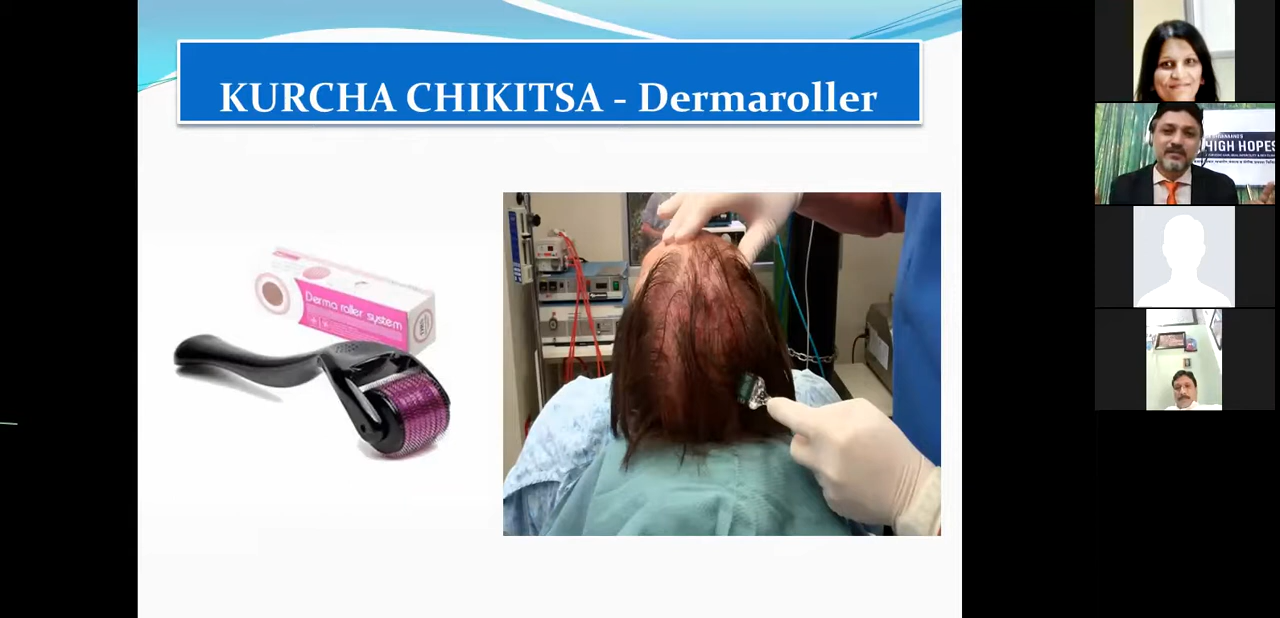 KURCHA CHIKITSA - Dermaroller
Derma roller system
HIGH HOPES